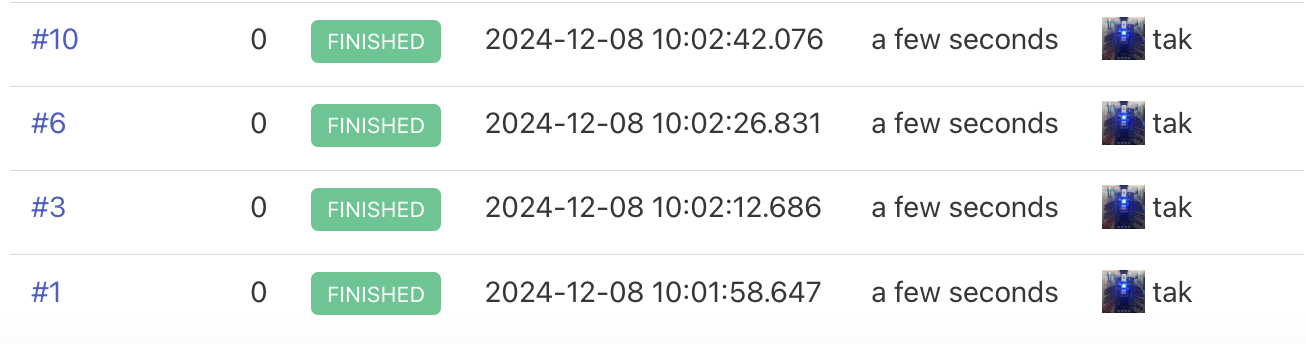 #10 0 FINISHED 2024-12-08 10:02:42.076 a few seconds tak
#6 0 FINISHED 2024-12-08 10:02:26.831 a few seconds tak
#3 0 FINISHED 2024-12-08 10:02:12.686 a few seconds tak
#1 0 FINISHED 2024-12-08 10:01:58.647 a few seconds tak